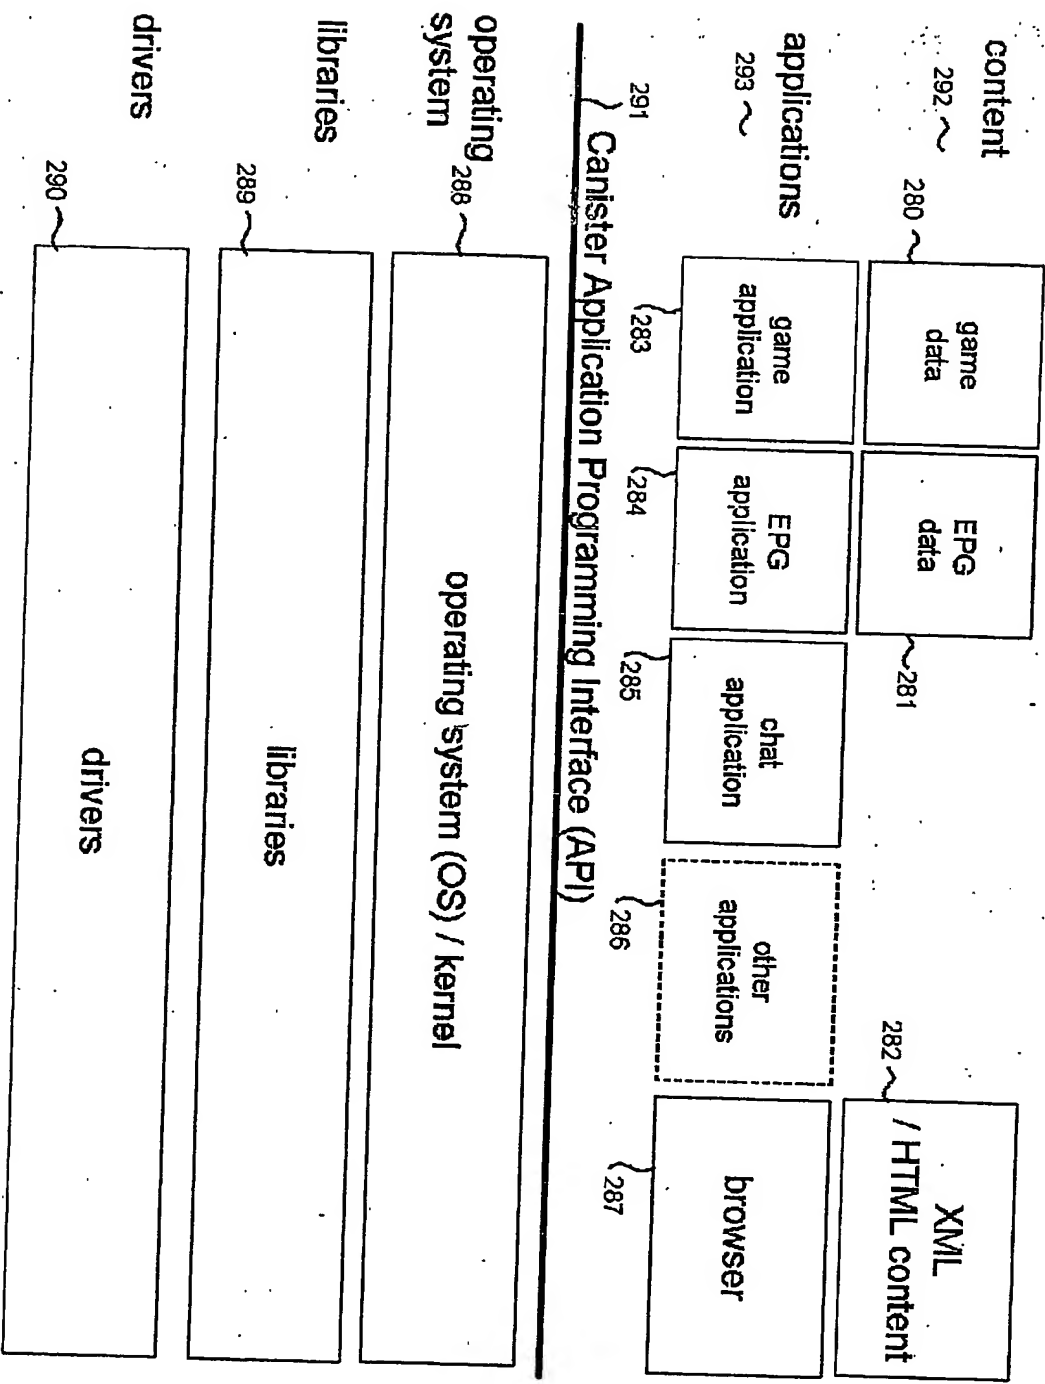 content
292
280
game
data
EPG
data
281
282
XML
/ HTML content
applications
293
game
application
283
EPG
application
284
chat
application
285
other
applications
286
browser
287
291
Canister Application Programming Interface (API)
operating
system
288
operating system (OS) / kernel
libraries
289
libraries
drivers
290
drivers